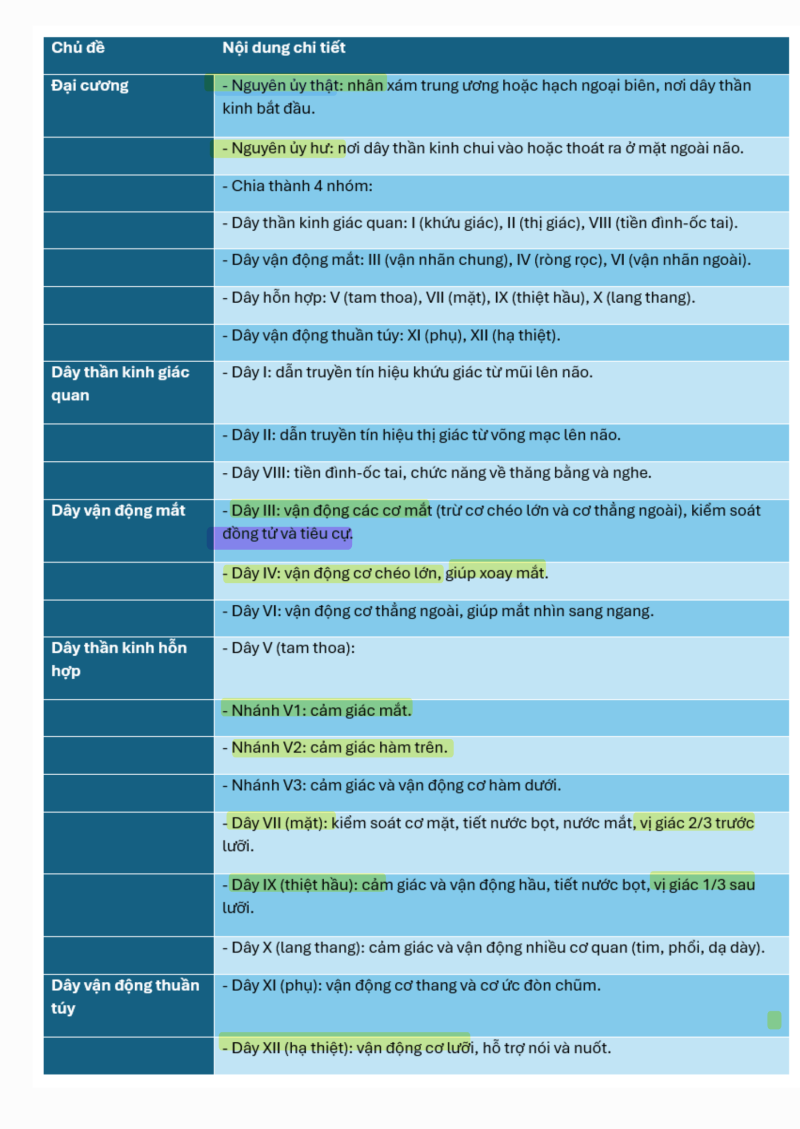 Chủ đề
Nội dung chi tiết
Đại cương
- Nguyên ủy thật: nhân xám trung ương hoặc hạch ngoại biên, nơi dây thần
kinh bắt đầu.
- Nguyên ủy hư: nơi dây thần kinh chui vào hoặc thoát ra ở mặt ngoài não.
- Chia thành 4 nhóm:
- Dây thần kinh giác quan: I (khứu giác), II (thị giác), VIII (tiền đình-ốc tai).
- Dây vận động mắt: III (vận nhãn chung), IV (ròng rọc), VI (vận nhãn ngoài).
- Dây hỗn hợp: V (tam thoa), VII (mặt), IX (thiệt hầu), X (lang thang).
- Dây vận động thuần túy: XI (phụ), XII (hạ thiệt).
Dây thần kinh giác
quan
- Dây I: dẫn truyền tín hiệu khứu giác từ mũi lên não.
- Dây II: dẫn truyền tín hiệu thị giác từ võng mạc lên não.
- Dây VIII: tiền đình-ốc tai, chức năng về thăng bằng và nghe.
Dây vận động mắt
- Dây III: vận động các cơ mắt (trừ cơ chéo lớn và cơ thẳng ngoài), kiểm soát
đồng tử và tiêu cự.
- Dây IV: vận động cơ chéo lớn, giúp xoay mắt.
- Dây VI: vận động cơ thẳng ngoài, giúp mắt nhìn sang ngang.
Dây thần kinh hỗn
hợp
- Dây V (tam thoa):
- Nhánh V1: cảm giác mắt.
- Nhánh V2: cảm giác hàm trên.
- Nhánh V3: cảm giác và vận động cơ hàm dưới.
- Dây VII (mặt): kiểm soát cơ mặt, tiết nước bọt, nước mắt, vị giác 2/3 trước
lưỡi.
- Dây IX (thiệt hầu): cảm giác và vận động hầu, tiết nước bọt, vị giác 1/3 sau
lưỡi.
- Dây X (lang thang): cảm giác và vận động nhiều cơ quan (tim, phổi, dạ dày).
Dây vận động thuần
túy
- Dây XI (phụ): vận động cơ thang và cơ ức đòn chũm.
- Dây XII (hạ thiệt): vận động cơ lưỡi, hỗ trợ nói và nuốt.